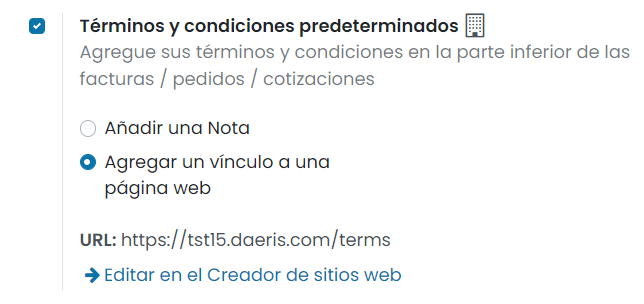 Términos y condiciones predeterminados
Agregue sus términos y condiciones en la parte inferior de las
facturas / pedidos / cotizaciones
Añadir una Nota
Agregar un vínculo a una
página web
URL: https://tst15.daeris.com/terms
Editar en el Creador de sitios web